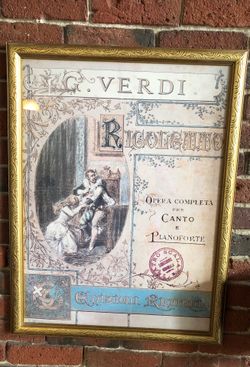 G. VERDI
RIGOLETTO
OPERA COMPLETA
PER
CANTO
E
PIANOFORTE
EDIZIONI RICORDI